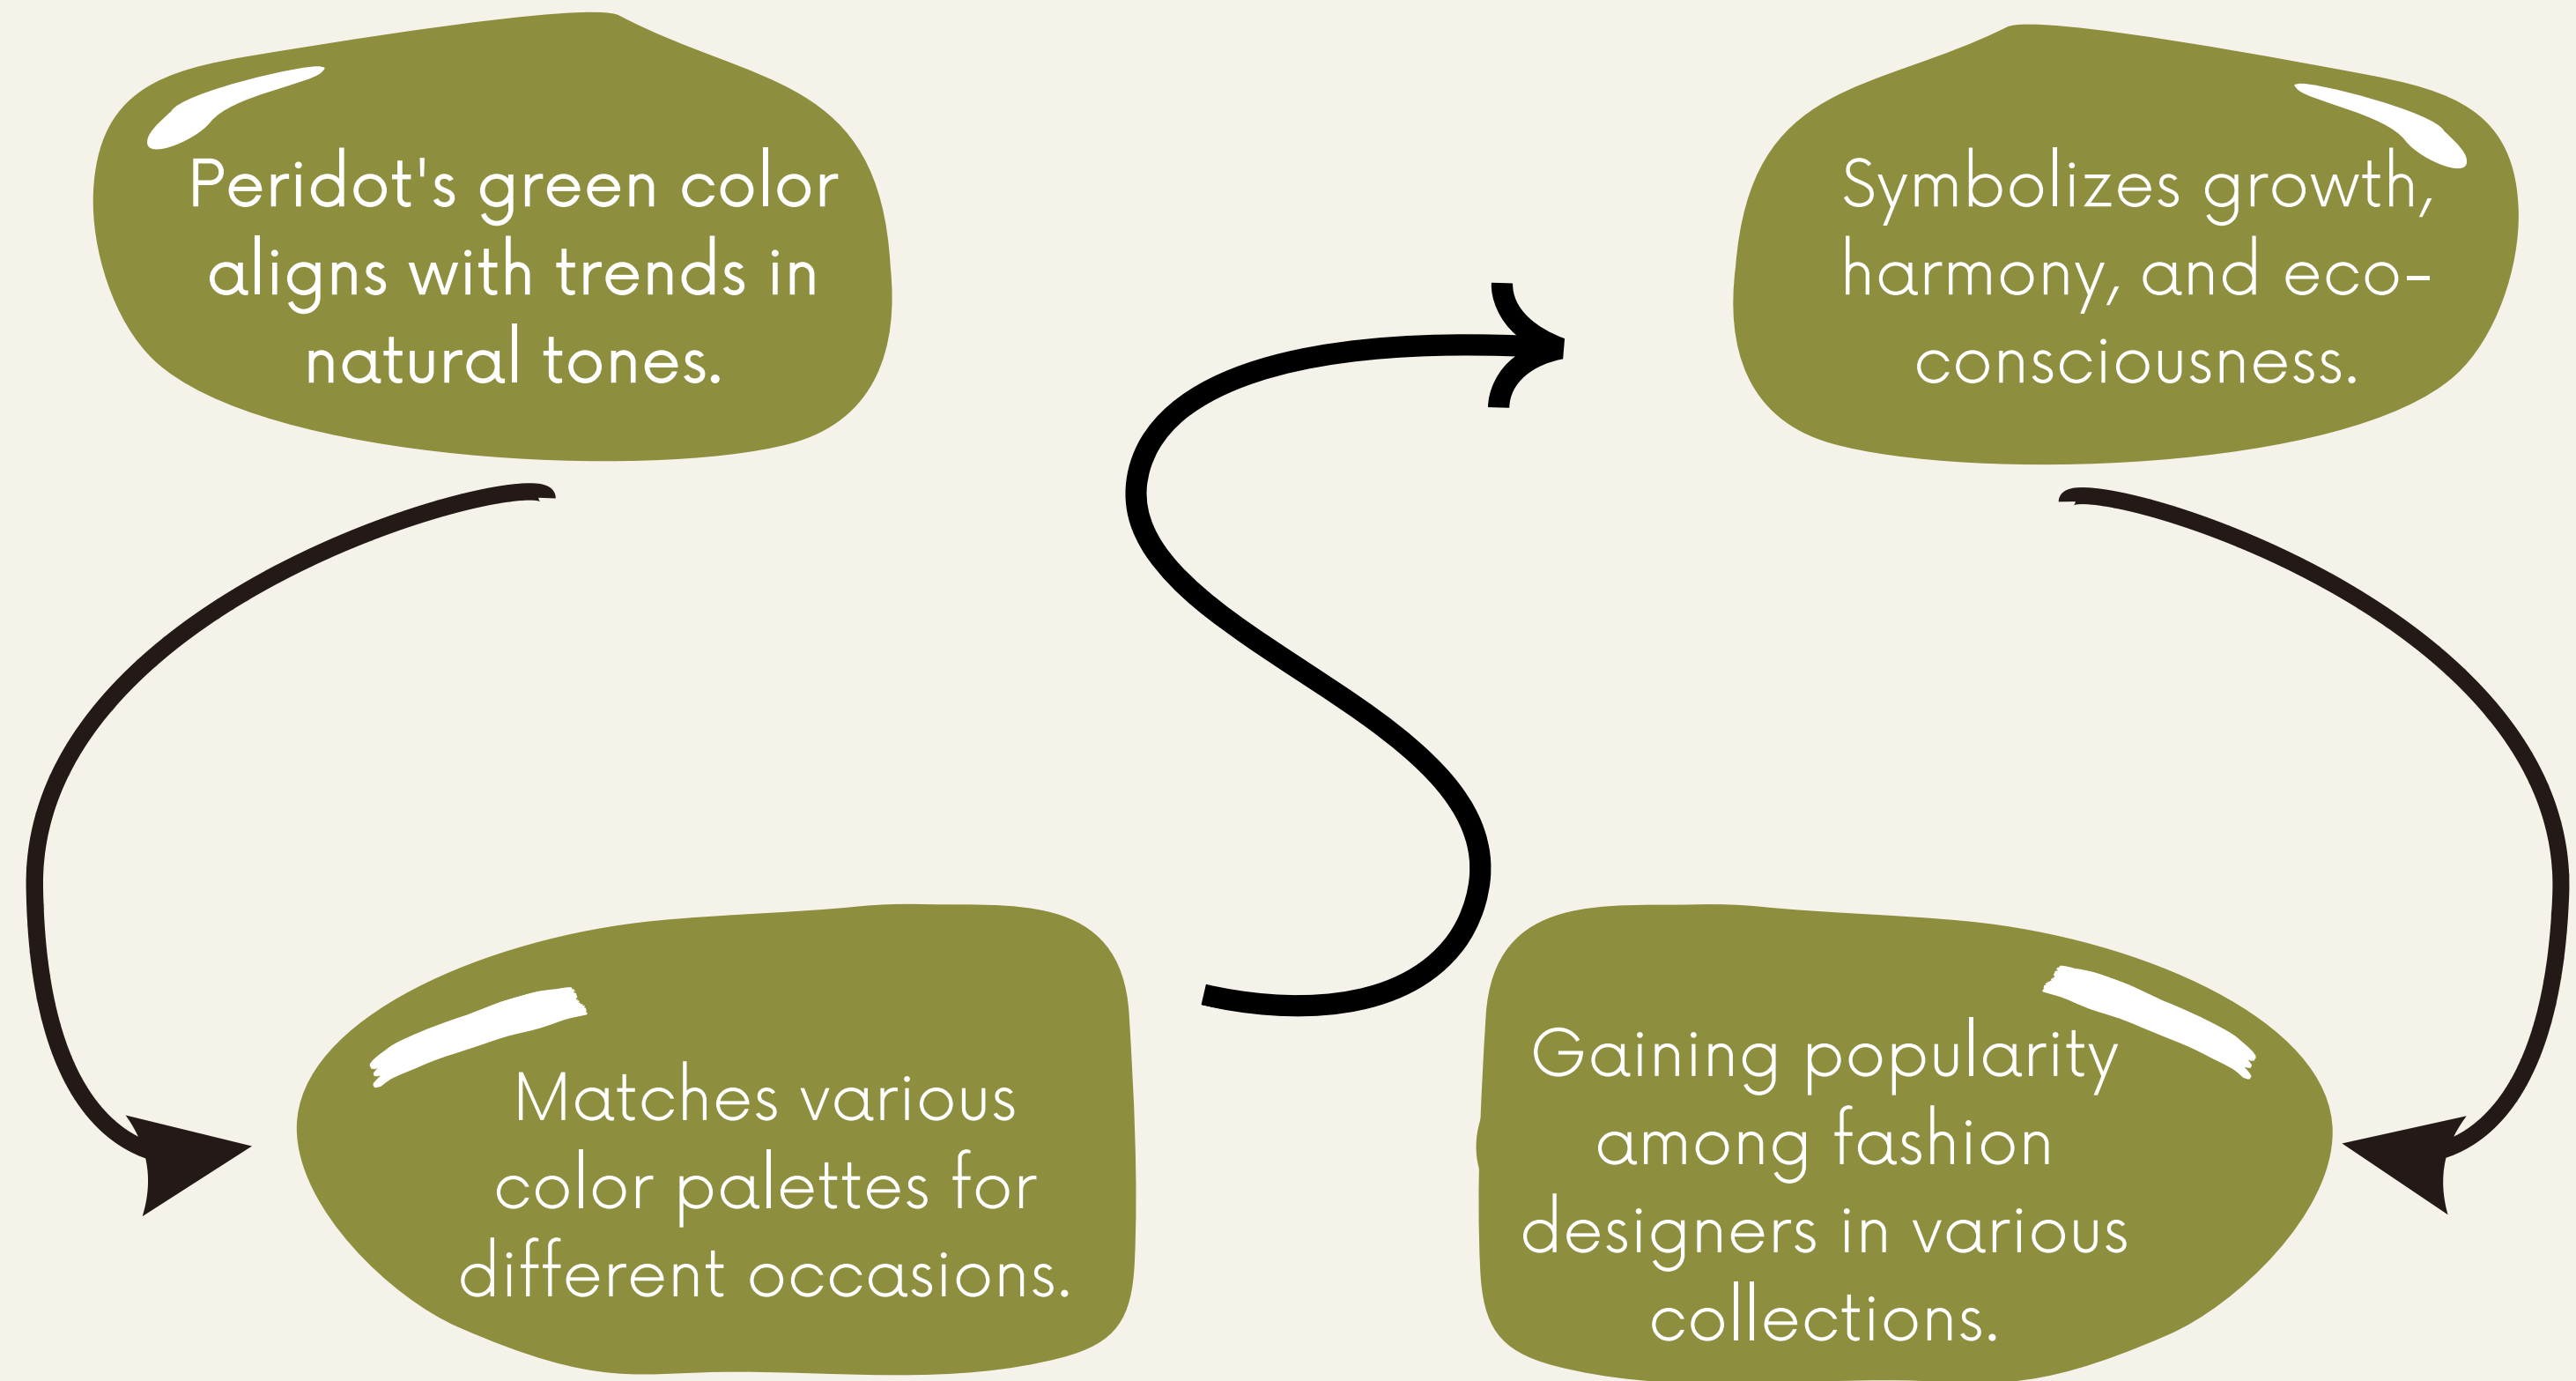 Peridot's green color
aligns with trends in
natural tones.
Matches various
color palettes for
different occasions.
Symbolizes growth,
harmony, and eco-
consciousness.
Gaining popularity
among fashion
designers in various
collections.